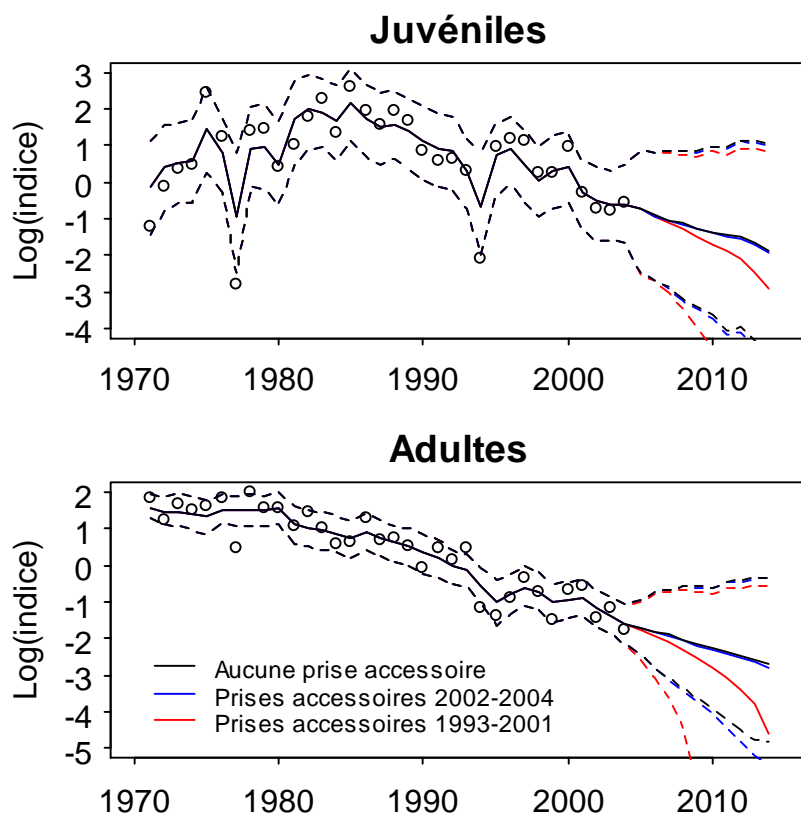 Juvéniles
Log(indice)
3
2
1
0
-1
-2
-3
-4
1970 1980 1990 2000 2010
Adultes
Log(indice)
2
1
0
-1
-2
-3
-4
-5
Aucune prise accessoire
Prises accessoires 2002-2004
Prises accessoires 1993-2001
1970 1980 1990 2000 2010